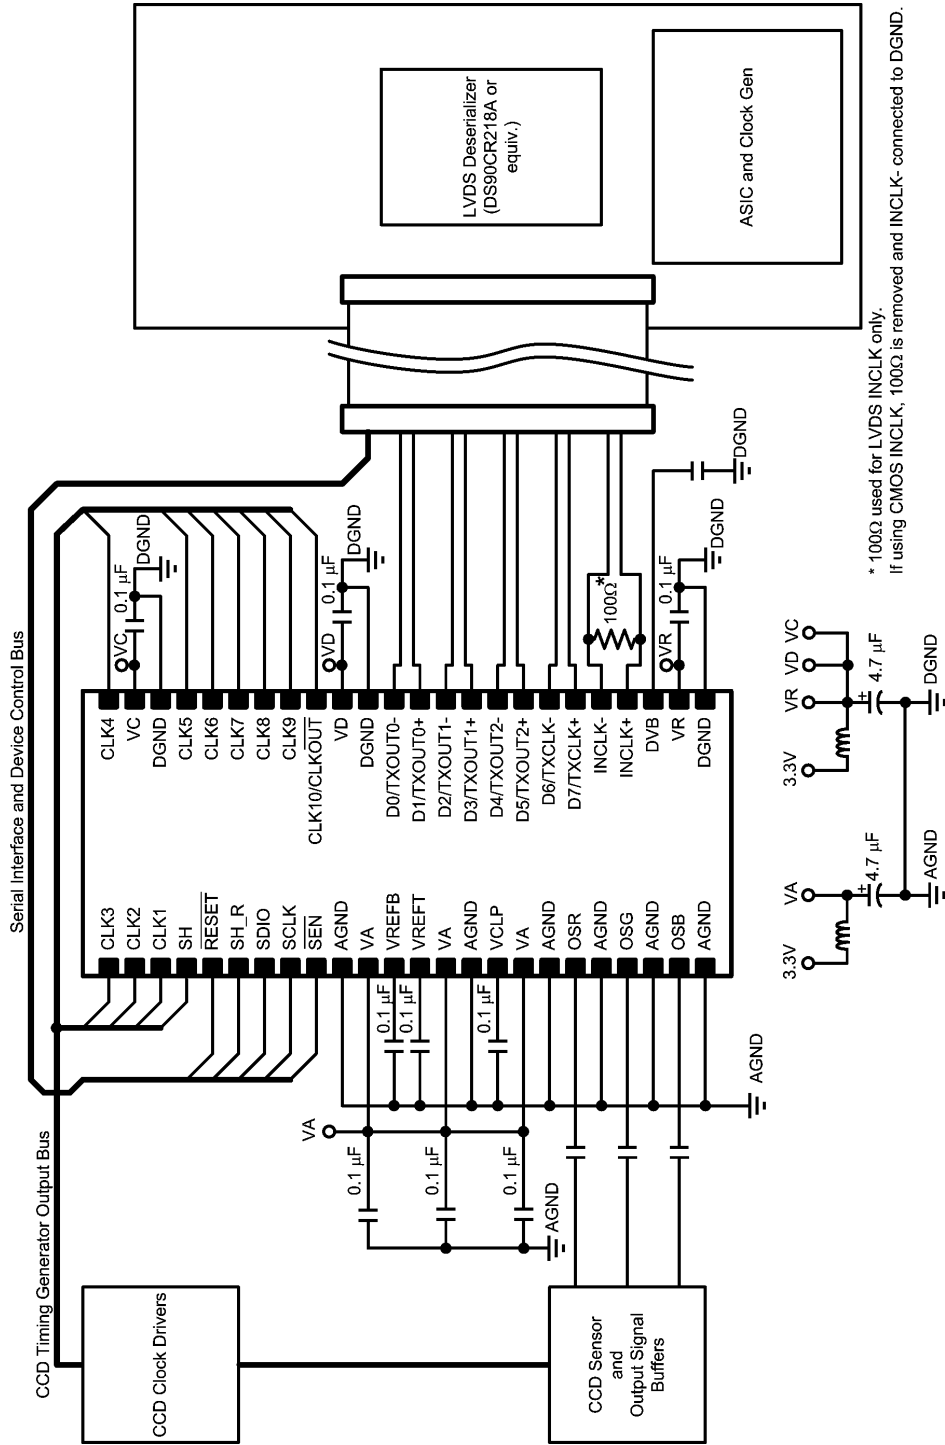 CCD Timing Generator Output Bus
Serial Interface and Device Control Bus
CCD Clock Drivers
CCD Sensor
and
Output Signal
Buffers
CLK3
CLK2
CLK1
SH
RESET
SH_R
SDIO
SCLK
SEN
AGND
VA
VREFB
VREFT
VA
AGND
VCLP
VA
AGND
OSR
AGND
OSG
AGND
OSB
AGND
CLK4
VC
DGND
CLK5
CLK6
CLK7
CLK8
CLK9
CLK10/CLKOUT
VD
DGND
D0/TXOUT0-
D1/TXOUT0+
D2/TXOUT1-
D3/TXOUT1+
D4/TXOUT2-
D5/TXOUT2+
D6/TXCLK-
D7/TXCLK+
INCLK-
INCLK+
DVB
VR
DGND
VA
0.1 µF
0.1 µF
0.1 µF
AGND
0.1 µF
0.1 µF
0.1 µF
AGND
VC
0.1 µF
DGND
VD
0.1 µF
DGND
100Ω
*
VR
0.1 µF
DGND
DGND
LVDS Deserializer
(DS90CR218A or
equiv.)
ASIC and Clock Gen
3.3V
VA
+
4.7 µF
AGND
3.3V
VR
VD
VC
+
4.7 µF
DGND
* 100Ω used for LVDS INCLK only.
If using CMOS INCLK, 100Ω is removed and INCLK- connected to DGND.